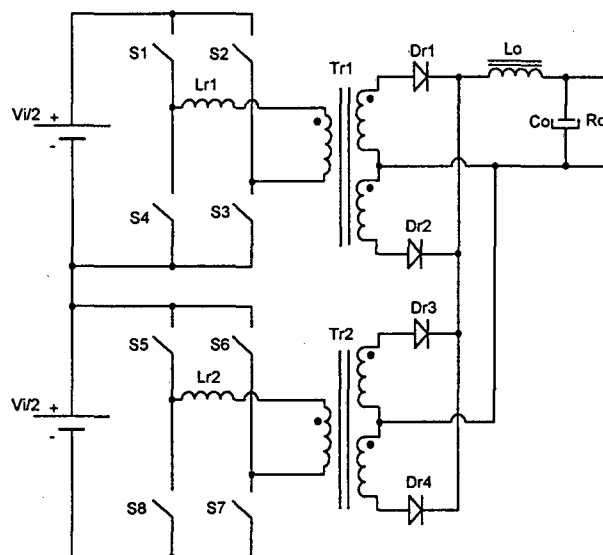 S1
S2
Lr1
Tr1
Dr1
Lo
Vi/2
+
-
Co
S4
S3
Dr2
Dr3
S5
S6
Lr2
Tr2
Vi/2
+
-
S8
S7
Dr4